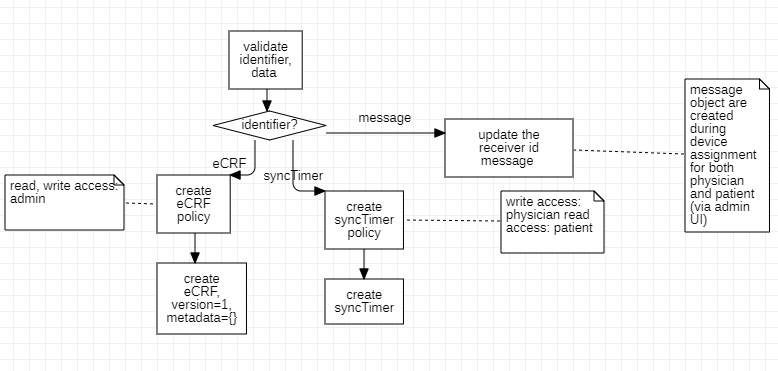 validate
identifier,
data
identifier?
message
eCRF
syncTimer
update the
receiver id
message
message
object are
created
during
device
assignment
for both
physician
and patient
(via admin
UI)
read, write access:
admin
create
eCRF
policy
create
syncTimer
policy
write access:
physician read
access: patient
create
eCRF,
version=1,
metadata={}
create
syncTimer